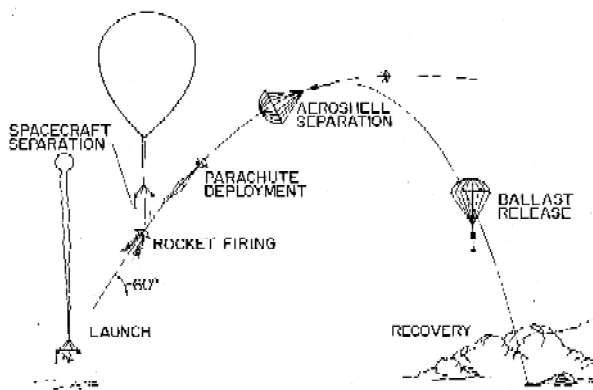 SPACECRAFT
SEPARATION
AEROSHELL
SEPARATION
PARACHUTE
DEPLOYMENT
BALLAST
RELEASE
ROCKET FIRING
~60°
LAUNCH
RECOVERY